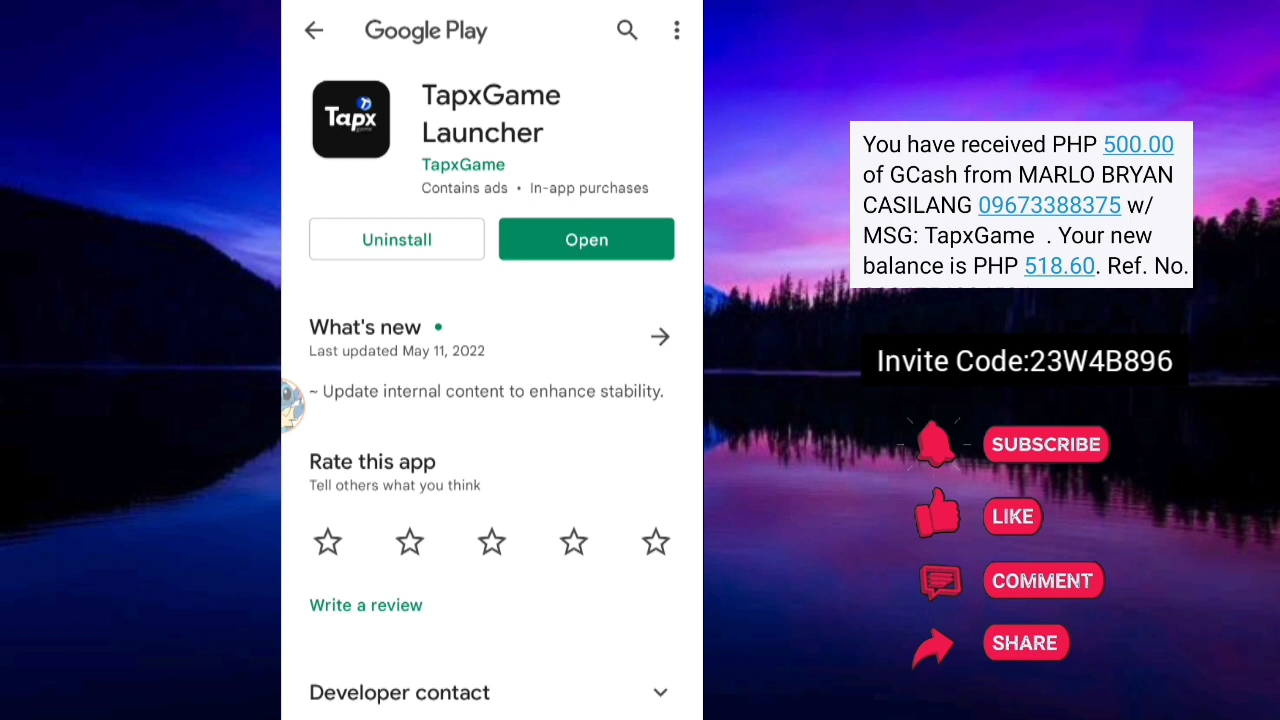 Google Play
Tapx
game
TapxGame
Launcher
TapxGame
Contains ads • In-app purchases
Uninstall
Open
What's new •
Last updated May 11, 2022
~ Update internal content to enhance stability.
Rate this app
Tell others what you think
Write a review
Developer contact
You have received PHP 500.00
of GCash from MARLO BRYAN
CASILANG 09673388375 w/
MSG: TapxGame . Your new
balance is PHP 518.60. Ref. No.
Invite Code:23W4B896
SUBSCRIBE
LIKE
COMMENT
SHARE